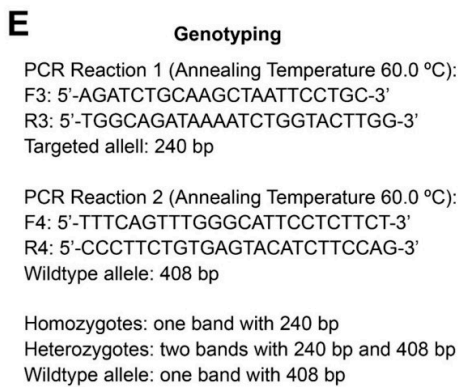 E
Genotyping
PCR Reaction 1 (Annealing Temperature 60.0 ºC):
F3: 5'-AGATCTGCAAGCTAATTCCTGC-3'
R3: 5'-TGGCAGATAAAATCTGGTACTTGG-3'
Targeted allell: 240 bp
PCR Reaction 2 (Annealing Temperature 60.0 ºC):
F4: 5'-TTTCAGTTTGGGCATTCCTCTTCT-3'
R4: 5'-CCCTTCTGTGAGTACATCTTCCAG-3'
Wildtype allele: 408 bp
Homozygotes: one band with 240 bp
Heterozygotes: two bands with 240 bp and 408 bp
Wildtype allele: one band with 408 bp